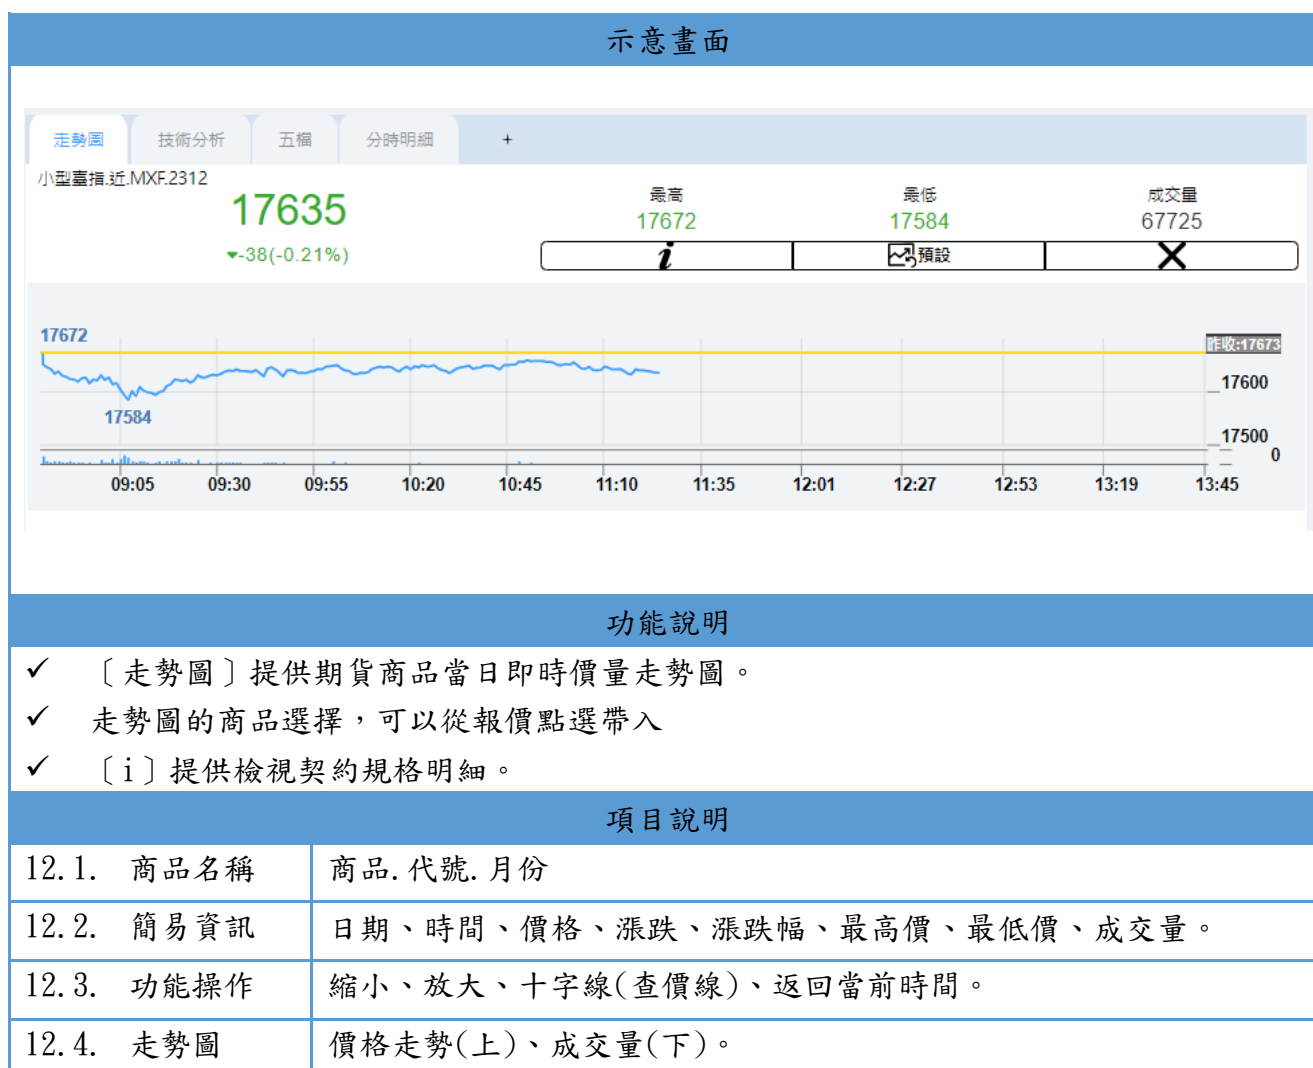 示意畫面
走勢圖 技術分析 五檔 分時明細 +
小型臺指.近.MXF.2312
17635
▼-38(-0.21%)
最高 最低 成交量
17672 17584 67725
i 預設 X
17672
昨收:17673
17600
17584
17500
0
09:05 09:30 09:55 10:20 10:45 11:10 11:35 12:01 12:27 12:53 13:19 13:45
功能說明
✓ 〔走勢圖〕提供期貨商品當日即時價量走勢圖。
✓ 走勢圖的商品選擇,可以從報價點選帶入
✓ 〔i〕提供檢視契約規格明細。
項目說明
12.1. 商品名稱 商品.代號.月份
12.2. 簡易資訊 日期、時間、價格、漲跌、漲跌幅、最高價、最低價、成交量。
12.3. 功能操作 縮小、放大、十字線(查價線)、返回當前時間。
12.4. 走勢圖 價格走勢(上)、成交量(下)。